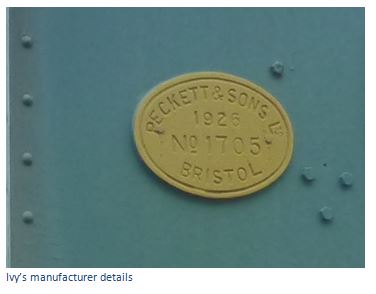 PECKETT & SONS Ld
1926
No 1705
BRISTOL
Ivy's manufacturer details